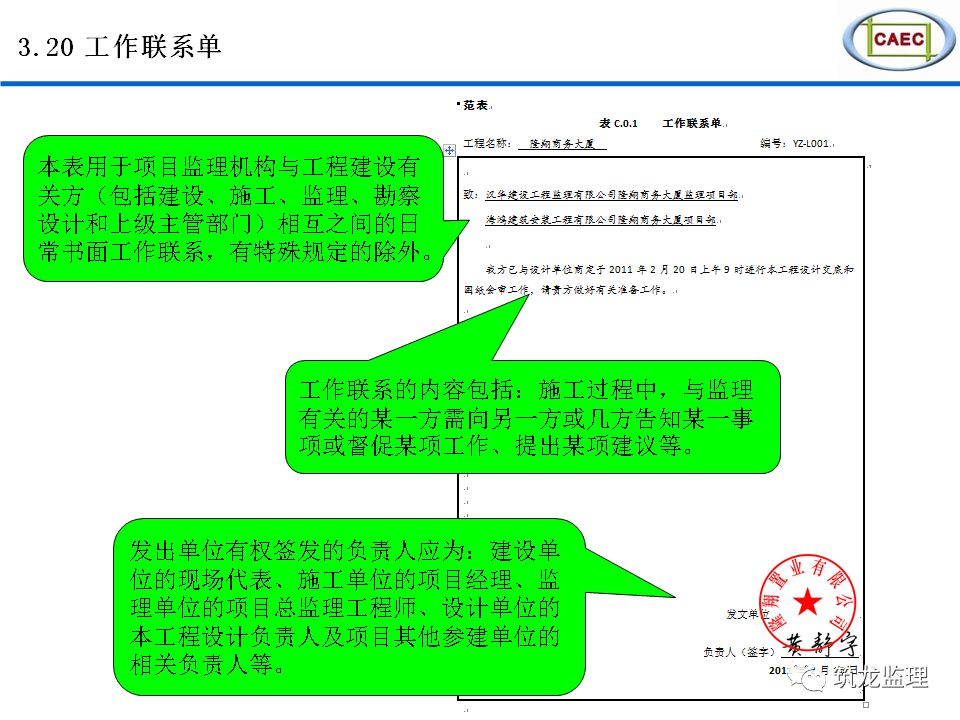 3.20 工作联系单
CAEC
范表
表 C.0.1 工作联系单
工程名称： 隆翔商务大厦
编号：YZ-L001.
致：汉华建设工程监理有限公司隆翔商务大厦监理项目部
海鸿建筑安装工程有限公司隆翔商务大厦项目部
我方已与设计单位商定于 2011 年 2 月 20 日上午 9 时进行本工程设计交底和
图纸会审工作，请贵方做好有关准备工作。
本表用于项目监理机构与工程建设有
关方（包括建设、施工、监理、勘察
设计和上级主管部门）相互之间的日
常书面工作联系，有特殊规定的除外。
工作联系的内容包括：施工过程中，与监理
有关的某一方需向另一方或几方告知某一事
项或督促某项工作、提出某项建议等。
发出单位有权签发的负责人应为：建设单
位的现场代表、施工单位的项目经理、监
理单位的项目总监理工程师、设计单位的
本工程设计负责人及项目其他参建单位的
相关负责人等。
隆翔置业有限公司
发文单位
负责人（签字）黄静宇
筑龙监理